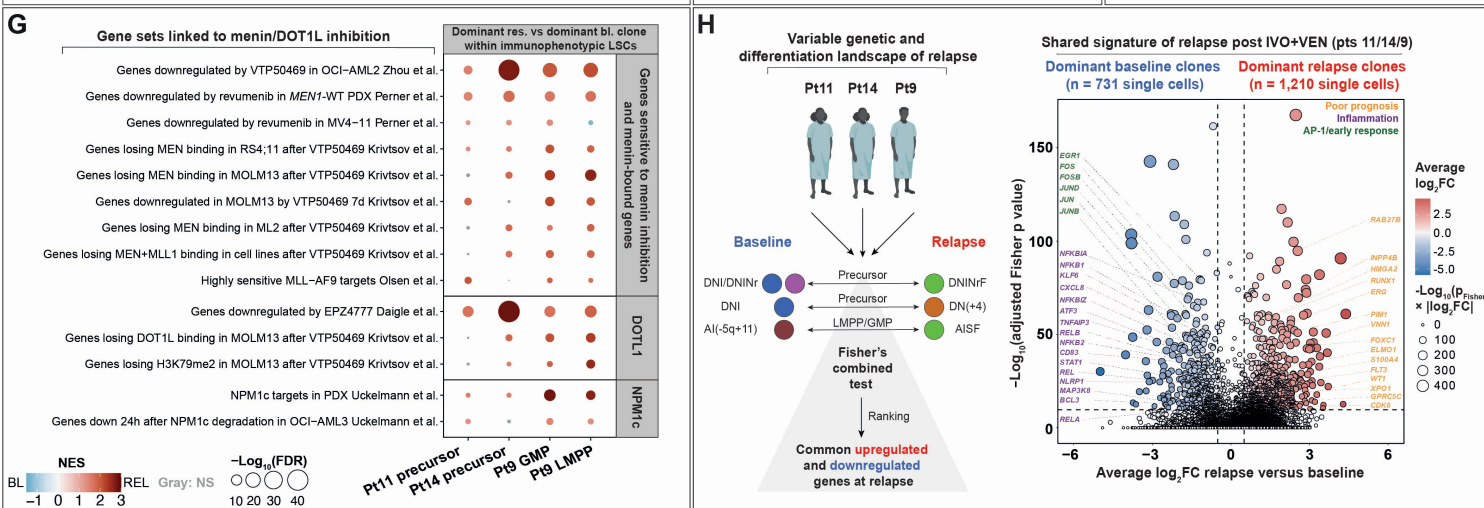 G
Gene sets linked to menin/DOT1L inhibition
Dominant res. vs dominant bl. clone
within immunophenotypic LSCs
Genes downregulated by VTP50469 in OCI−AML2 Zhou et al.
Genes downregulated by revumenib in MEN1-WT PDX Perner et al.
Genes downregulated by revumenib in MV4−11 Perner et al.
Genes losing MEN binding in RS4;11 after VTP50469 Krivtsov et al.
Genes losing MEN binding in MOLM13 after VTP50469 Krivtsov et al.
Genes downregulated in MOLM13 by VTP50469 7d Krivtsov et al.
Genes losing MEN binding in ML2 after VTP50469 Krivtsov et al.
Genes losing MEN+MLL1 binding in cell lines after VTP50469 Krivtsov et al.
Highly sensitive MLL−AF9 targets Olsen et al.
Genes downregulated by EPZ4777 Daigle et al.
Genes losing DOT1L binding in MOLM13 after VTP50469 Krivtsov et al.
Genes losing H3K79me2 in MOLM13 after VTP50469 Krivtsov et al.
NPM1c targets in PDX Uckelmann et al.
Genes down 24h after NPM1c degradation in OCI−AML3 Uckelmann et al.
Genes sensitive to menin inhibition
and menin-bound genes
DOTL1
NPM1c
Pt11 precursor
Pt14 precursor
Pt9 GMP
Pt9 LMPP
NES
BL
REL
−1 0 1 2 3
Gray: NS
−Log10(FDR)
10 20 30 40
H
Variable genetic and
differentiation landscape of relapse
Pt11 Pt14 Pt9
Baseline
Relapse
DNI/DNINr
Precursor
DNINrF
DNI
Precursor
DN(+4)
AI(-5q+11)
LMPP/GMP
AISF
Fisher's
combined
test
Ranking
Common upregulated
and downregulated
genes at relapse
Shared signature of relapse post IVO+VEN (pts 11/14/9)
Dominant baseline clones
(n = 731 single cells)
Dominant relapse clones
(n = 1,210 single cells)
Poor prognosis
Inflammation
AP-1/early response
−Log10(adjusted Fisher p value)
150
100
50
0
EGR1
FOS
FOSB
JUND
JUN
JUNB
NFKBIA
NFKB1
KLF6
CXCL8
NFKBIZ
ATF3
TNFAIP3
RELB
NFKB2
CD83
STAT1
REL
NLRP1
MAP3K8
BCL3
RELA
RAB27B
INPP4B
HMGA2
RUNX1
ERG
PIM1
VNN1
FOXC1
ELMO1
S100A4
FLT3
WT1
XPO1
GPRC5C
CDK6
−6 −3 0 3 6
Average log2FC relapse versus baseline
Average
log2FC
2.5
0.0
-2.5
-5.0
-Log10(pFisher)
× |log2FC|
0
100
200
300
400